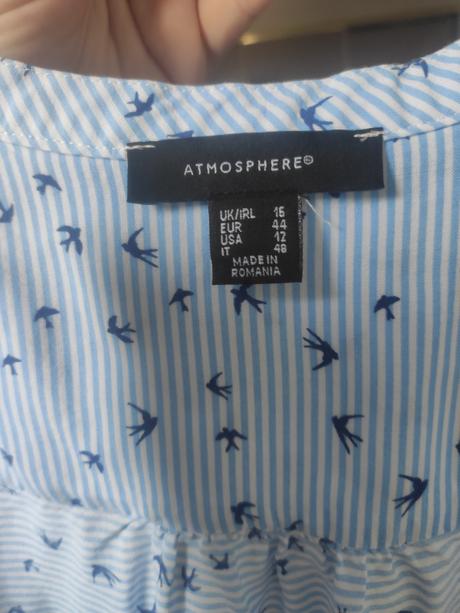 ATMOSPHERE®
UK/IRL 16
EUR 44
USA 12
IT 48
MADE IN
ROMANIA